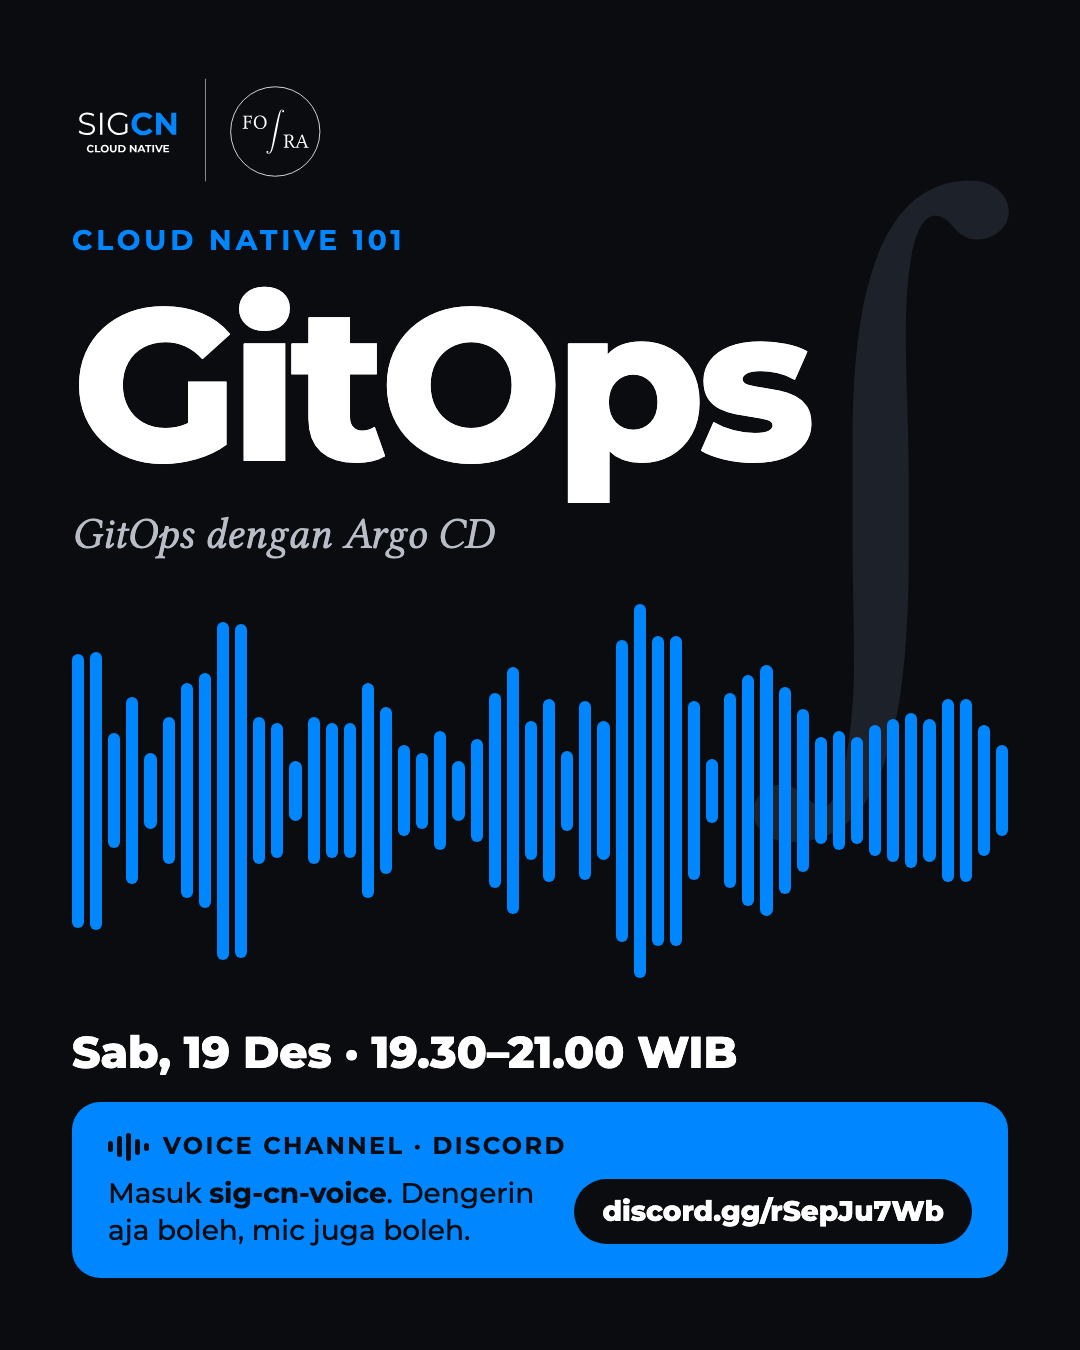 SIGCN
CLOUD NATIVE
FO∫RA
CLOUD NATIVE 101
GitOps
GitOps dengan Argo CD
Sab, 19 Des · 19.30–21.00 WIB
VOICE CHANNEL · DISCORD
Masuk sig-cn-voice. Dengerin
aja boleh, mic juga boleh.
discord.gg/rSepJu7Wb